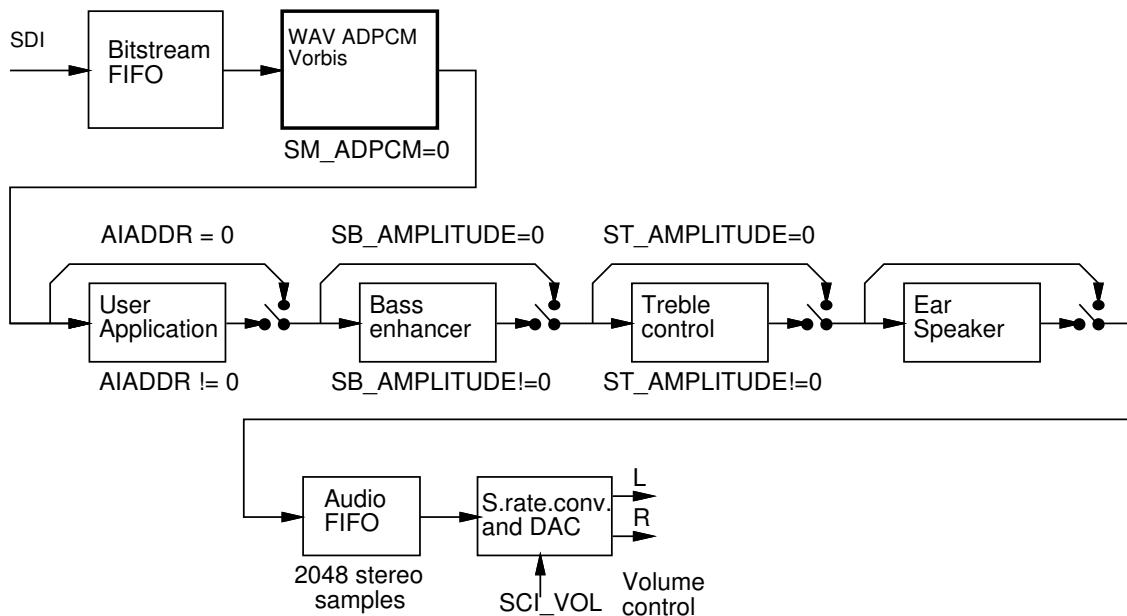 SDI
Bitstream
FIFO
WAV ADPCM
Vorbis
SM_ADPCM=0
AIADDR = 0
SB_AMPLITUDE=0
ST_AMPLITUDE=0
User
Application
Bass
enhancer
Treble
control
Ear
Speaker
AIADDR != 0
SB_AMPLITUDE!=0
ST_AMPLITUDE!=0
Audio
FIFO
S.rate.conv.
and DAC
L
R
2048 stereo
samples
SCI_VOL
Volume
control